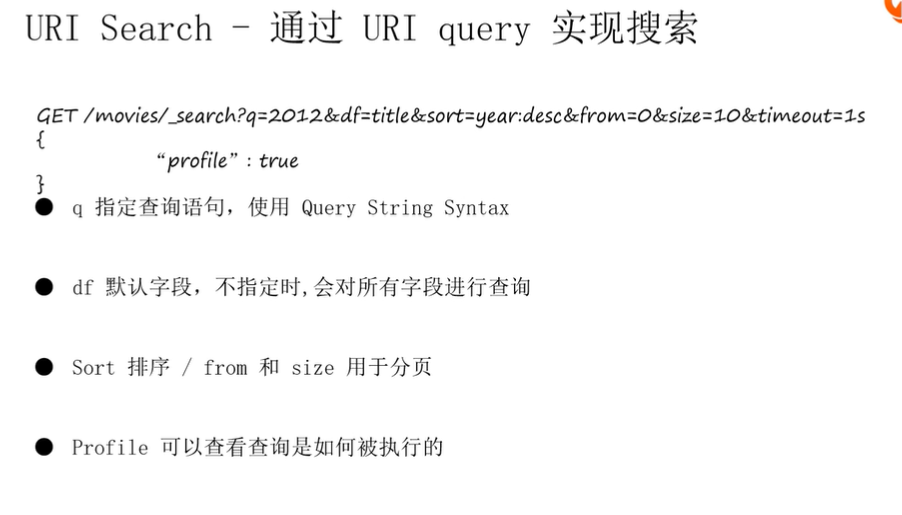 URI Search - 通过 URI query 实现搜索
GET /movies/_search?q=2012&df=title&sort=year:desc&from=0&size=10&timeout=1s
{
“profile” : true
}
● q 指定查询语句，使用 Query String Syntax
● df 默认字段，不指定时,会对所有字段进行查询
● Sort 排序 / from 和 size 用于分页
● Profile 可以查看查询是如何被执行的